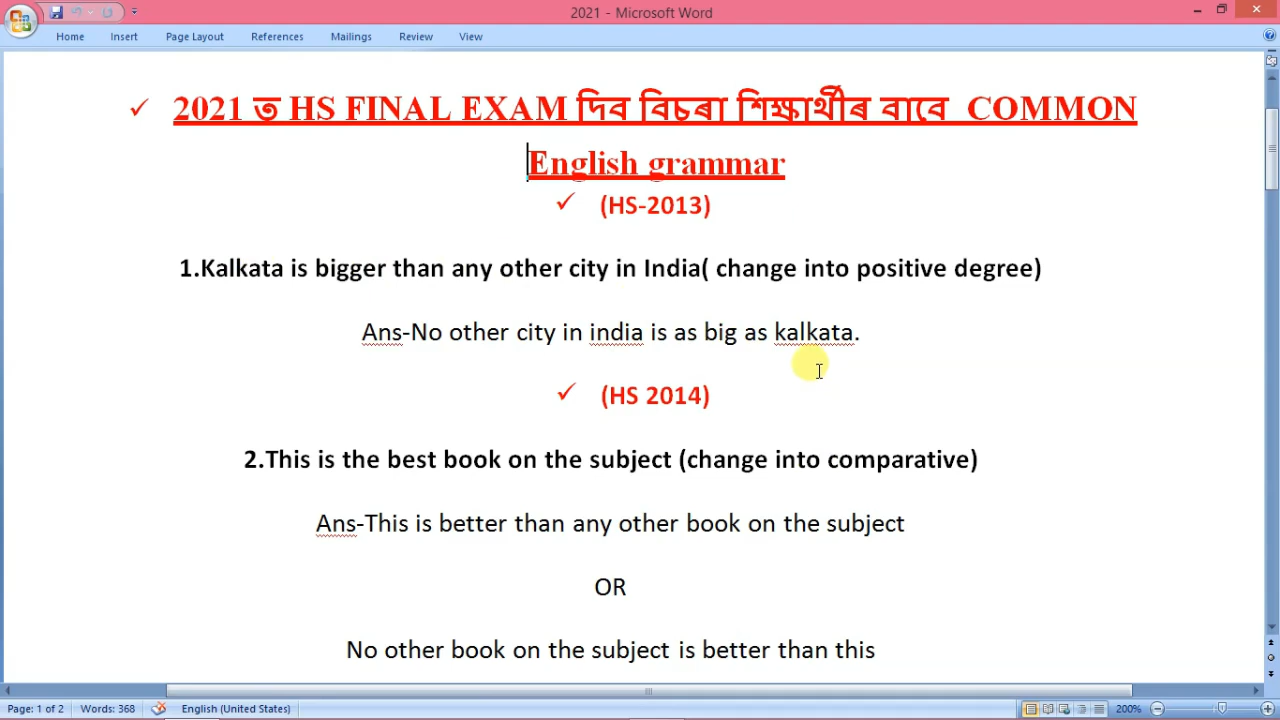 2021 - Microsoft Word
Home Insert Page Layout References Mailings Review View
2021 ত HS FINAL EXAM দিব বিচৰা শিক্ষাৰ্থীৰ বাবে COMMON
English grammar
(HS-2013)
1.Kalkata is bigger than any other city in India( change into positive degree)
Ans-No other city in india is as big as kalkata.
(HS 2014)
2.This is the best book on the subject (change into comparative)
Ans-This is better than any other book on the subject
OR
No other book on the subject is better than this
Page: 1 of 2 Words: 368 English (United States) 200%